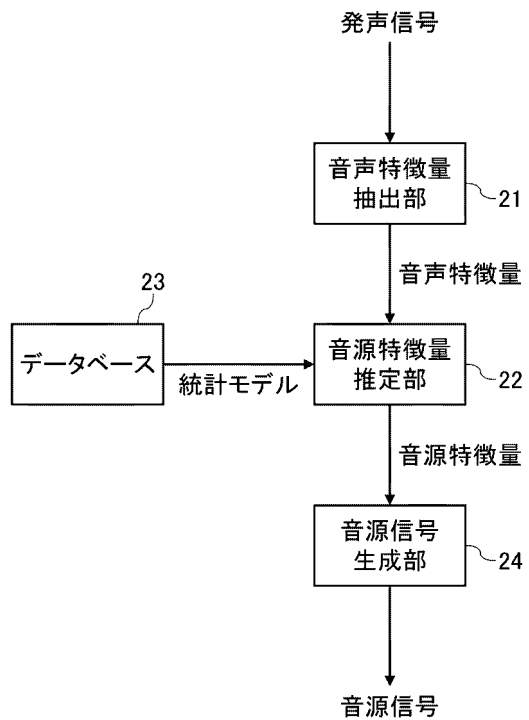 発声信号
音声特徴量
抽出部
21
音声特徴量
23
データベース
統計モデル
音源特徴量
推定部
22
音源特徴量
音源信号
生成部
24
音源信号